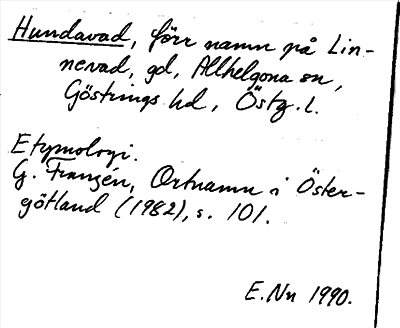 Hundavad, förr namn på Lin-
nevad, gd, Allhelgona sn,
Göstrings hd, Östg. l.
Etymologi.
G. Franzén, Ortnamn i Öster-
götland (1982), s. 101.
E. Nn 1990.